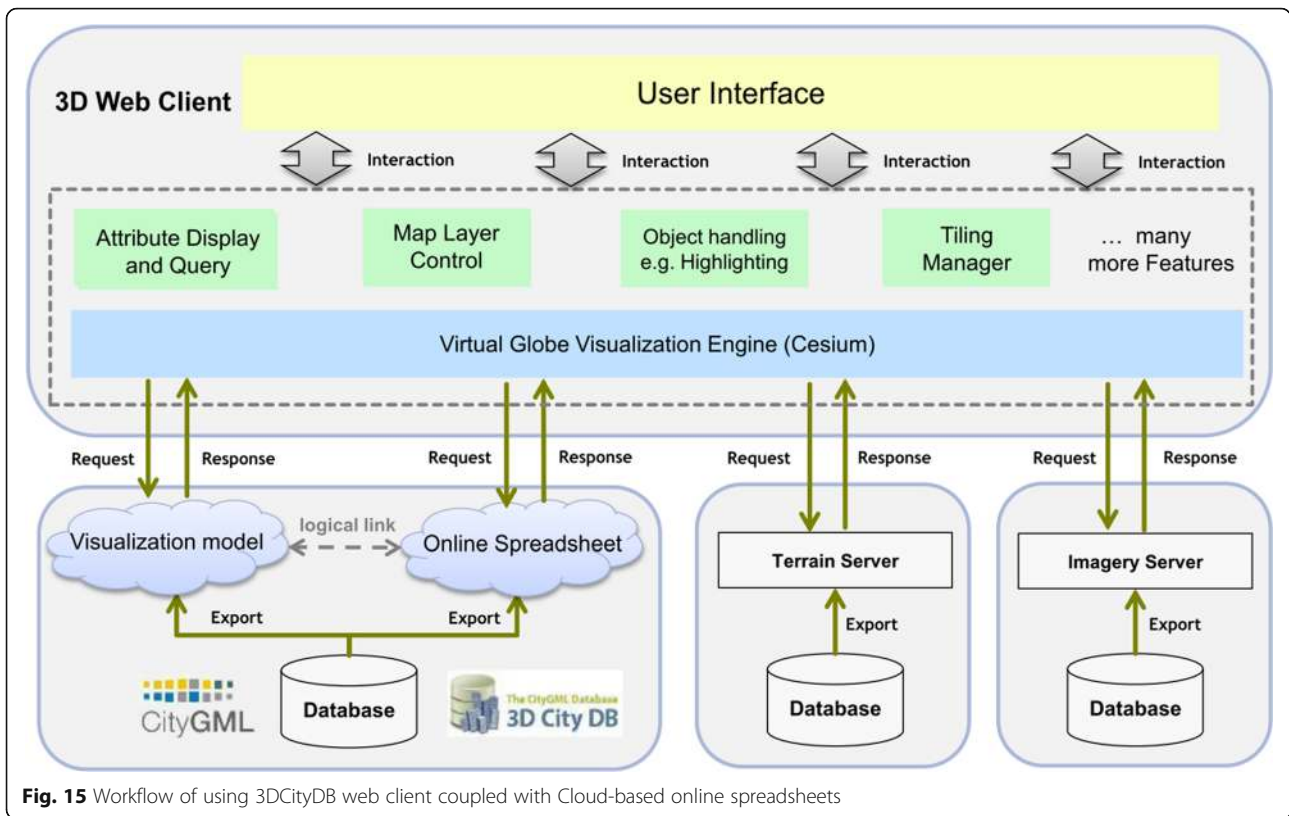 3D Web Client
User Interface
Interaction
Interaction
Interaction
Interaction
Attribute Display
and Query
Map Layer
Control
Object handling
e.g. Highlighting
Tiling
Manager
... many
more Features
Virtual Globe Visualization Engine (Cesium)
Request
Response
Request
Response
Request
Response
Request
Response
Visualization model
logical link
Online Spreadsheet
Terrain Server
Imagery Server
Export
Export
Export
Export
CityGML
Database
The CityGML Database
3D City DB
Database
Database
Fig. 15 Workflow of using 3DCityDB web client coupled with Cloud-based online spreadsheets